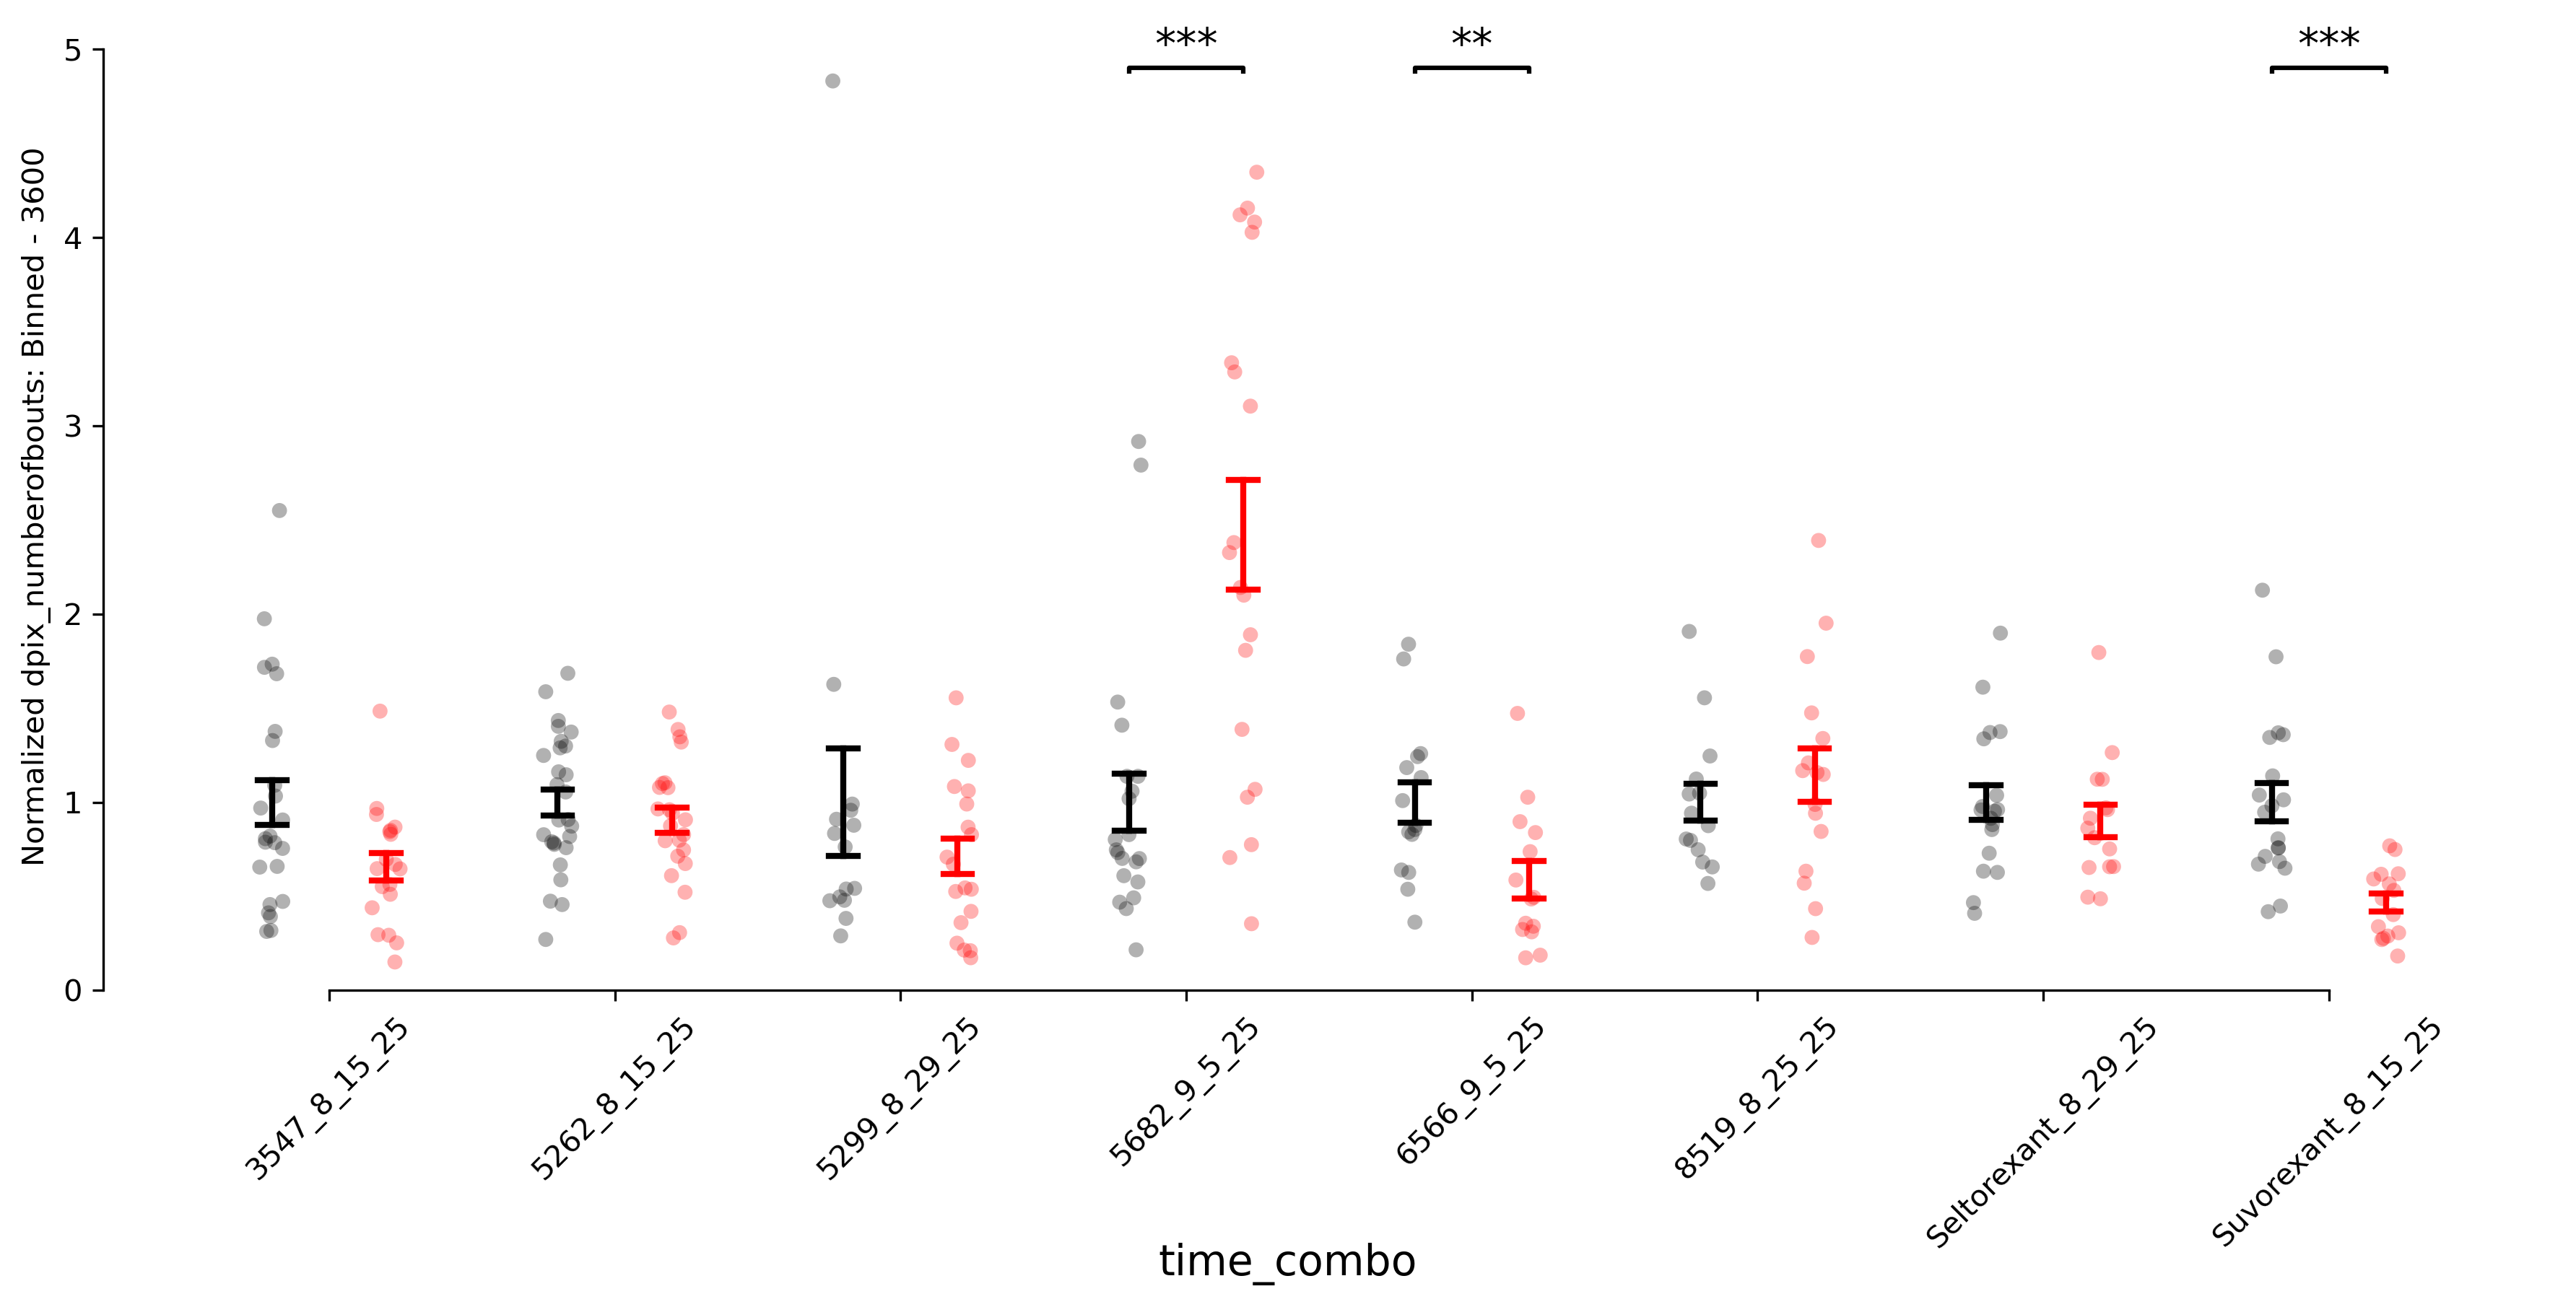 *** ** ***
Normalized dpix_numberofbouts: Binned - 3600
5
4
3
2
1
0
3547_8_15_25
5262_8_15_25
5299_8_29_25
5682_9_5_25
6566_9_5_25
8519_8_25_25
Seltorexant_8_29_25
Suvorexant_8_15_25
time_combo